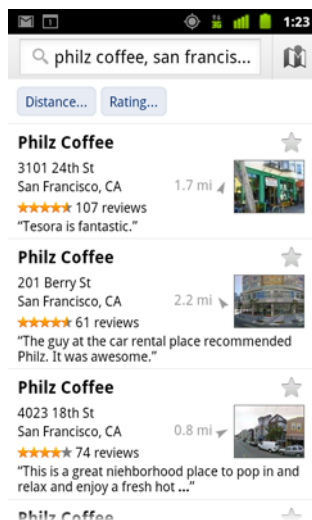 1
1:23
philz coffee, san francis...
Distance...
Rating...
Philz Coffee
3101 24th St
San Francisco, CA
1.7 mi
107 reviews
“Tesora is fantastic.”
Philz Coffee
201 Berry St
San Francisco, CA
2.2 mi
61 reviews
“The guy at the car rental place recommended
Philz. It was awesome.”
Philz Coffee
4023 18th St
San Francisco, CA
0.8 mi
74 reviews
“This is a great niehborhood place to pop in and
relax and enjoy a fresh hot ...”
Philz Coffee